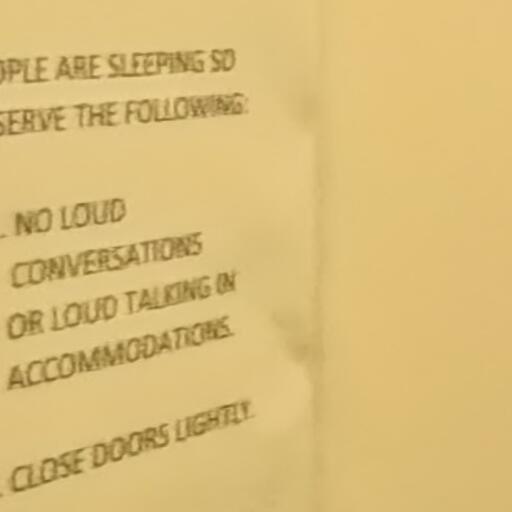 OPLE ARE SLEEPING SO
SERVE THE FOLLOWING:
. NO LOUD
CONVERSATIONS
OR LOUD TALKING IN
ACCOMMODATIONS.
. CLOSE DOORS LIGHTLY.